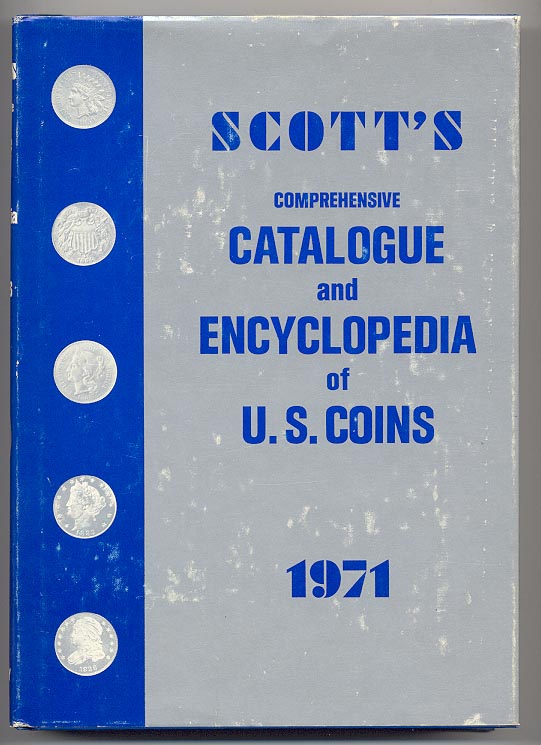 SCOTT'S
COMPREHENSIVE
CATALOGUE
and
ENCYCLOPEDIA
of
U. S. COINS
1971